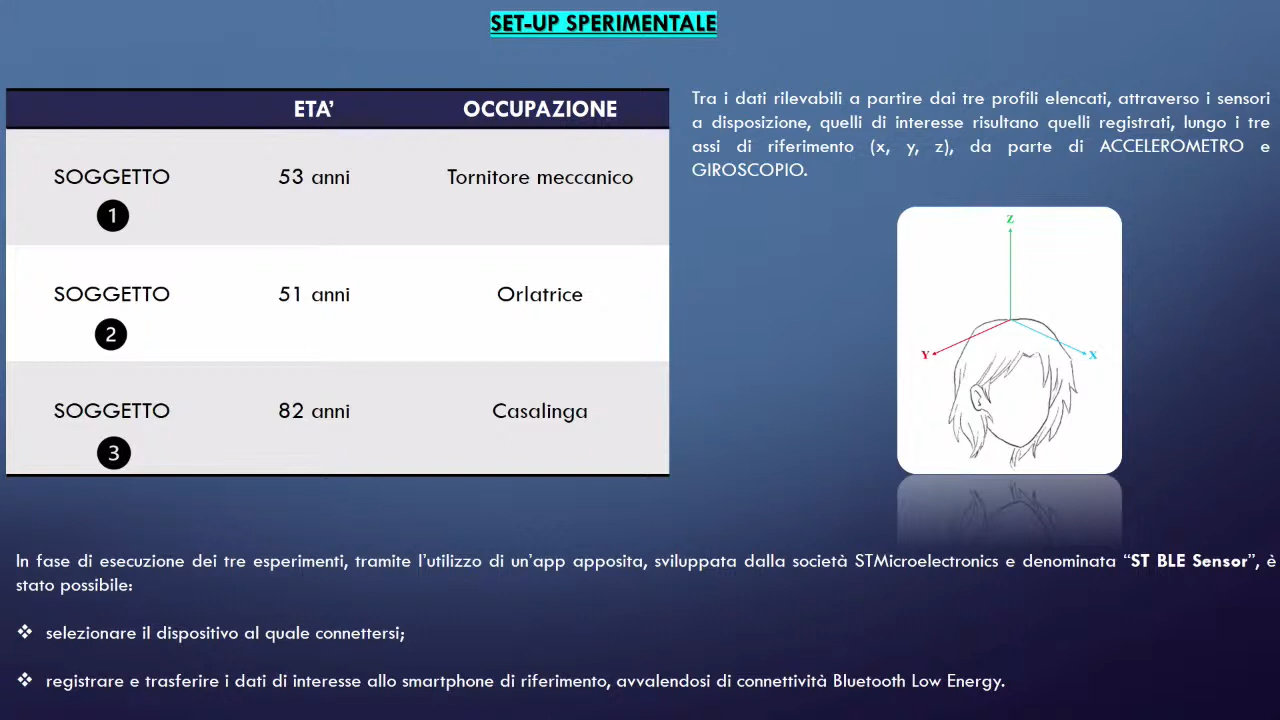 SET-UP SPERIMENTALE
ETA’ OCCUPAZIONE
SOGGETTO 53 anni Tornitore meccanico
1
SOGGETTO 51 anni Orlatrice
2
SOGGETTO 82 anni Casalinga
3
Tra i dati rilevabili a partire dai tre profili elencati, attraverso i sensori
a disposizione, quelli di interesse risultano quelli registrati, lungo i tre
assi di riferimento (x, y, z), da parte di ACCELEROMETRO e
GIROSCOPIO.
Z
Y X
In fase di esecuzione dei tre esperimenti, tramite l’utilizzo di un’app apposita, sviluppata dalla società STMicroelectronics e denominata “ST BLE Sensor”, è
stato possibile:
❖ selezionare il dispositivo al quale connettersi;
❖ registrare e trasferire i dati di interesse allo smartphone di riferimento, avvalendosi di connettività Bluetooth Low Energy.